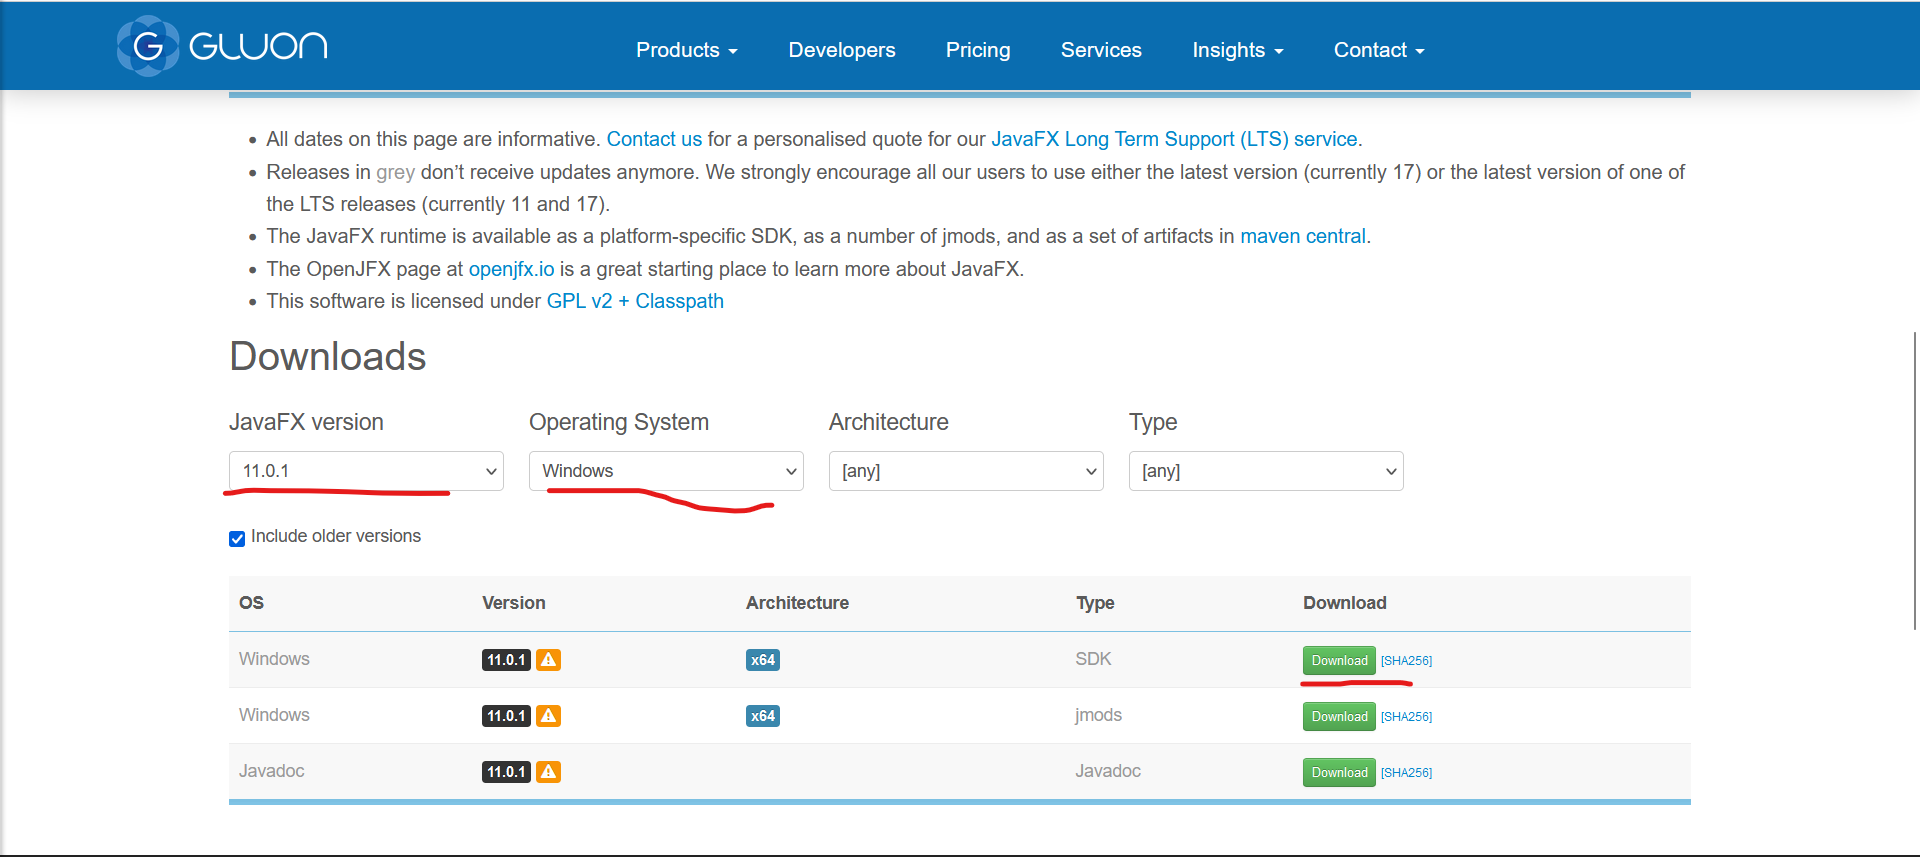 G GLUON
Products Developers Pricing Services Insights Contact
All dates on this page are informative. Contact us for a personalised quote for our JavaFX Long Term Support (LTS) service.
Releases in grey don’t receive updates anymore. We strongly encourage all our users to use either the latest version (currently 17) or the latest version of one of
the LTS releases (currently 11 and 17).
The JavaFX runtime is available as a platform-specific SDK, as a number of jmods, and as a set of artifacts in maven central.
The OpenJFX page at openjfx.io is a great starting place to learn more about JavaFX.
This software is licensed under GPL v2 + Classpath
Downloads
JavaFX version Operating System Architecture Type
11.0.1 Windows [any] [any]
Include older versions
OS Version Architecture Type Download
Windows 11.0.1 x64 SDK Download [SHA256]
Windows 11.0.1 x64 jmods Download [SHA256]
Javadoc 11.0.1 Javadoc Download [SHA256]